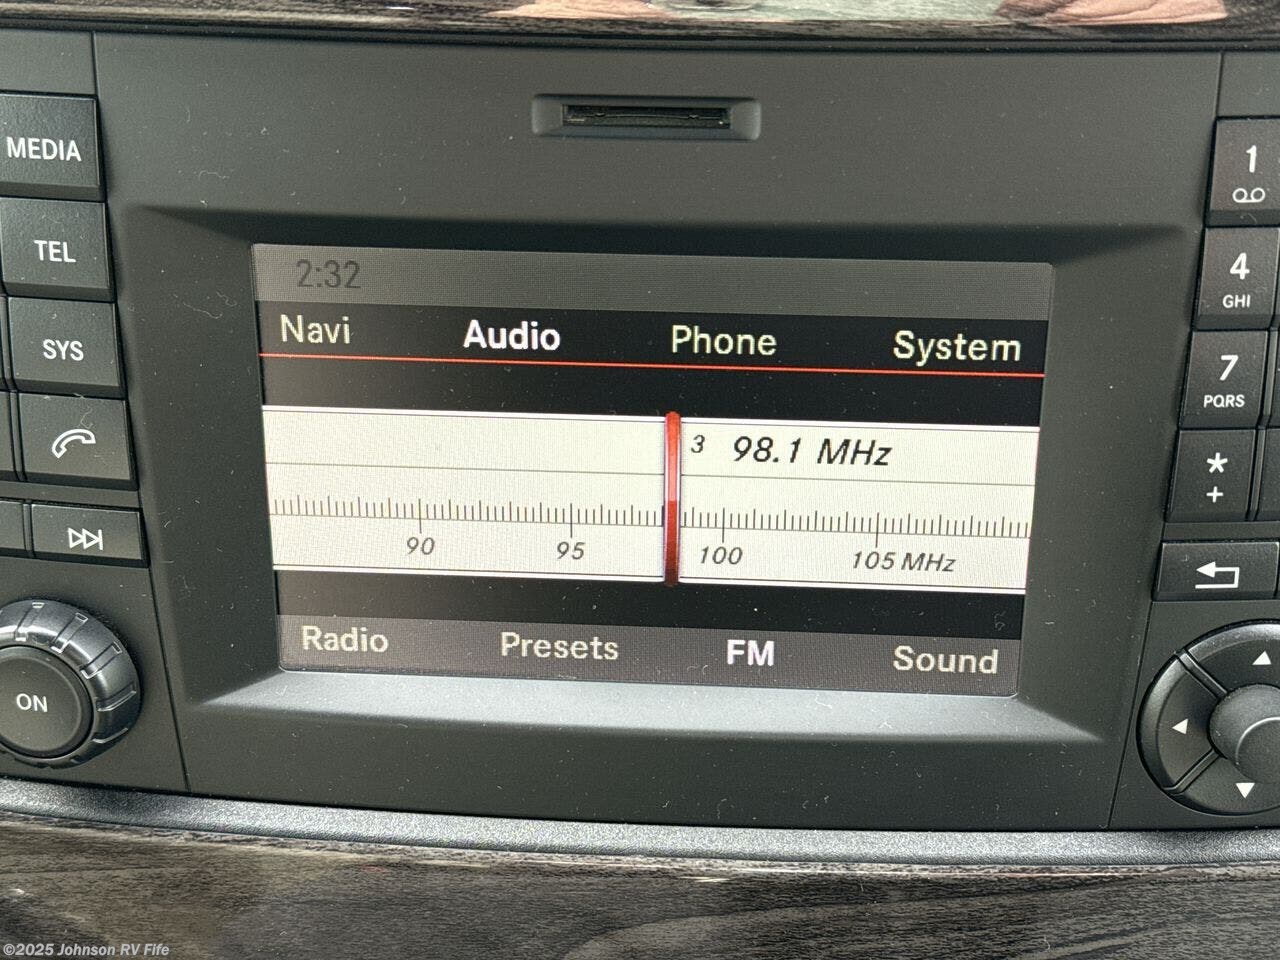 MEDIA
TEL
SYS
ON
2:32
Navi Audio Phone System
3 98.1 MHz
90 95 100 105 MHz
Radio Presets FM Sound
1
4
GHI
7
PQRS
*
+
©2025 Johnson RV Fife